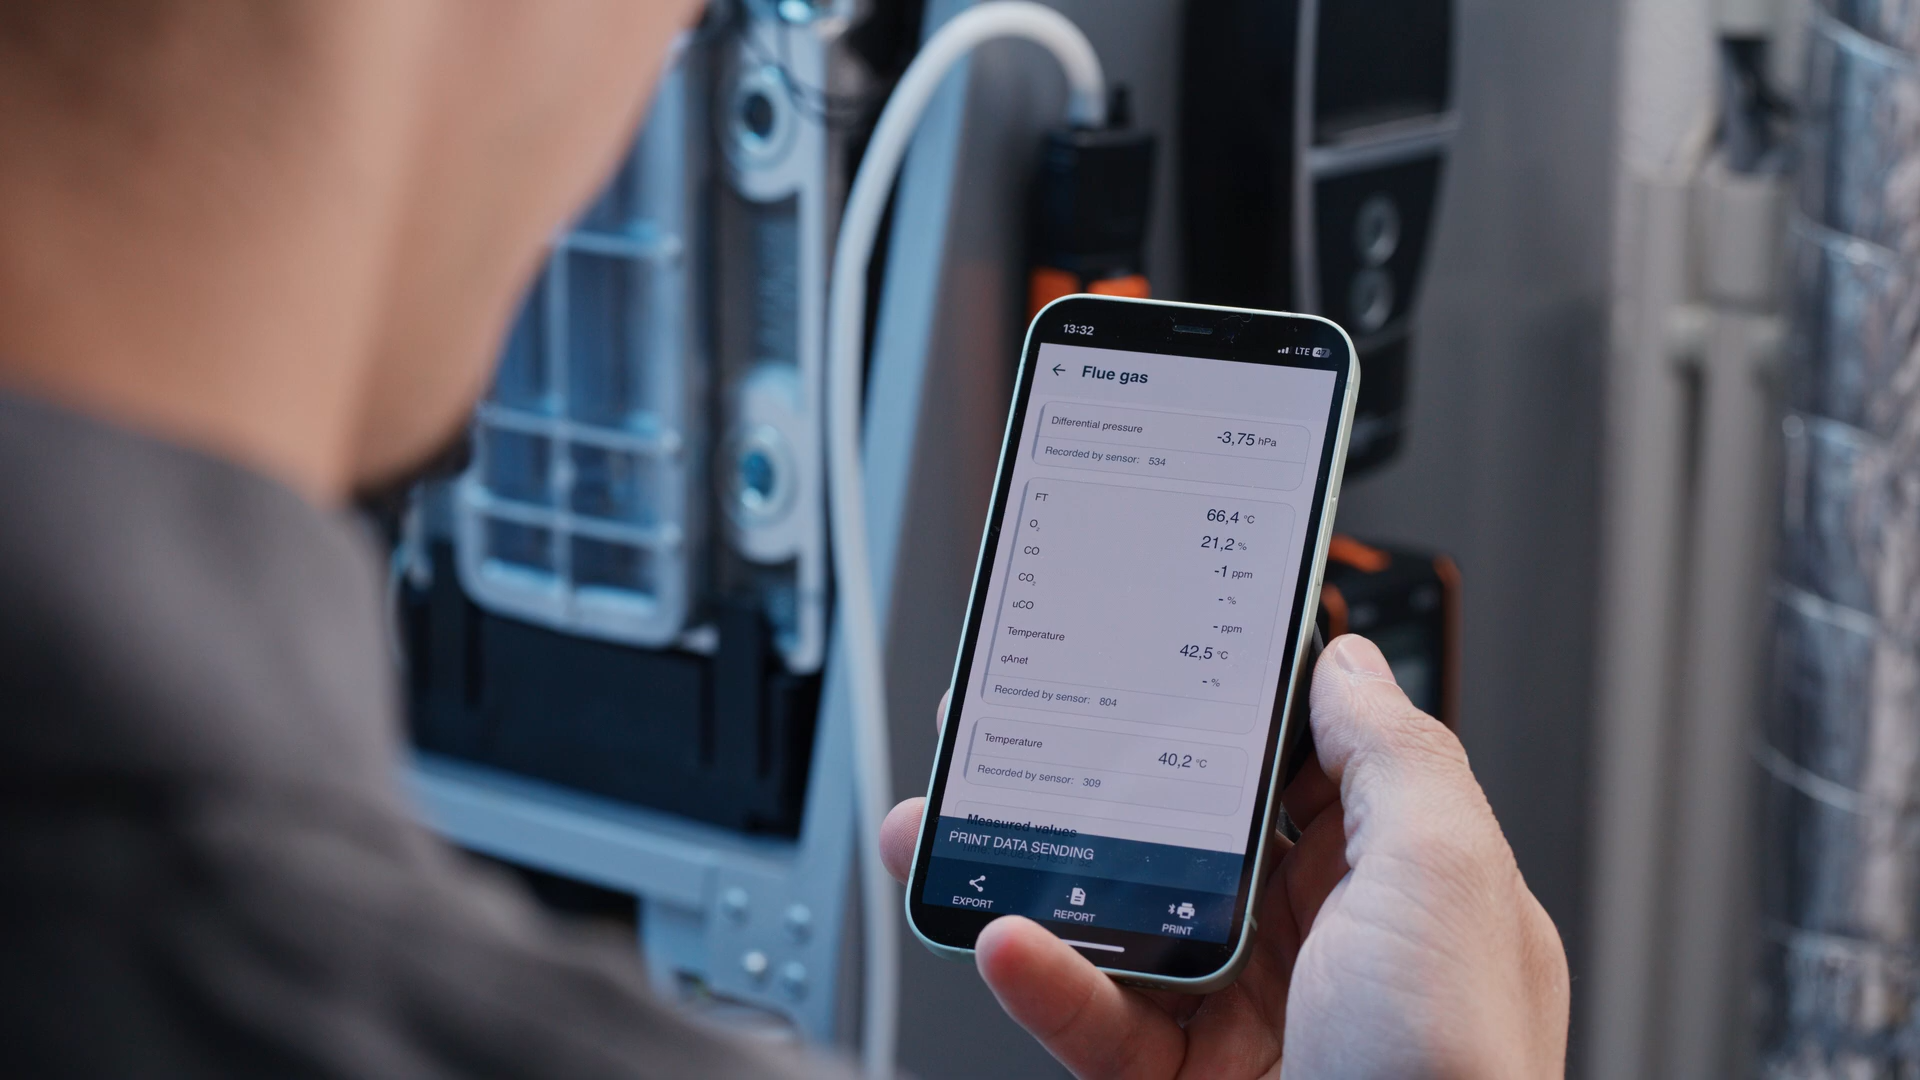 13:32
LTE 47
← Flue gas
Differential pressure -3,75 hPa
Recorded by sensor: 534
FT 66,4 °C
O₂ 21,2 %
CO -1 ppm
CO₂ - %
uCO - ppm
Temperature 42,5 °C
qAnet - %
Recorded by sensor: 804
Temperature 40,2 °C
Recorded by sensor: 309
Measured values
PRINT DATA SENDING
EXPORT REPORT PRINT